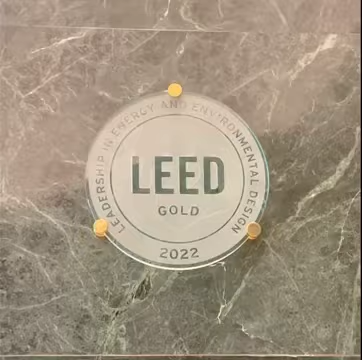 LEADERSHIP IN ENERGY AND ENVIRONMENTAL DESIGN
LEED
GOLD
2022